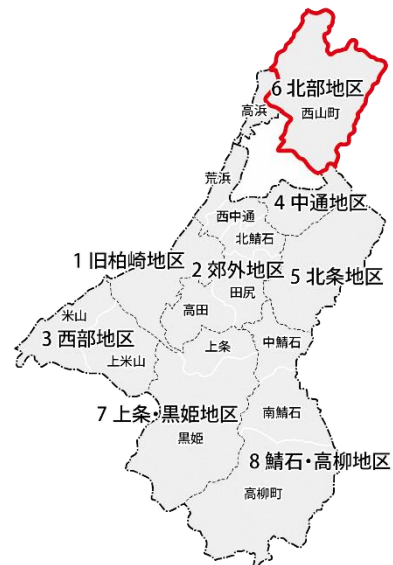 6 北部地区
西山町
高浜
荒浜
4 中通地区
西中通
北鯖石
1 旧柏崎地区
2 郊外地区
5 北条地区
田尻
高田
米山
3 西部地区
上米山
上条
中鯖石
7 上条・黒姫地区
南鯖石
黒姫
8 鯖石・高柳地区
高柳町